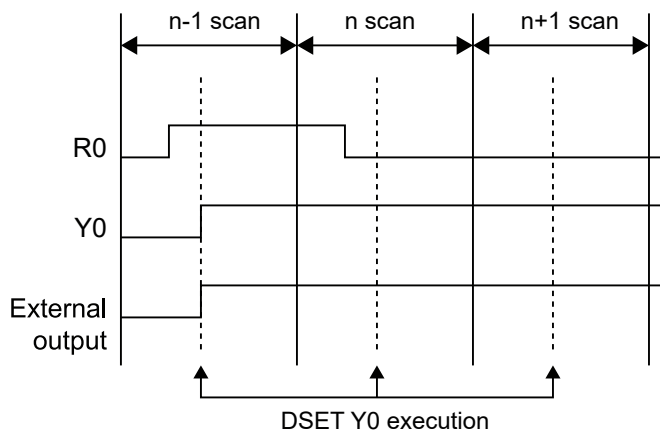 n-1 scan
n scan
n+1 scan
R0
Y0
External
output
DSET Y0 execution